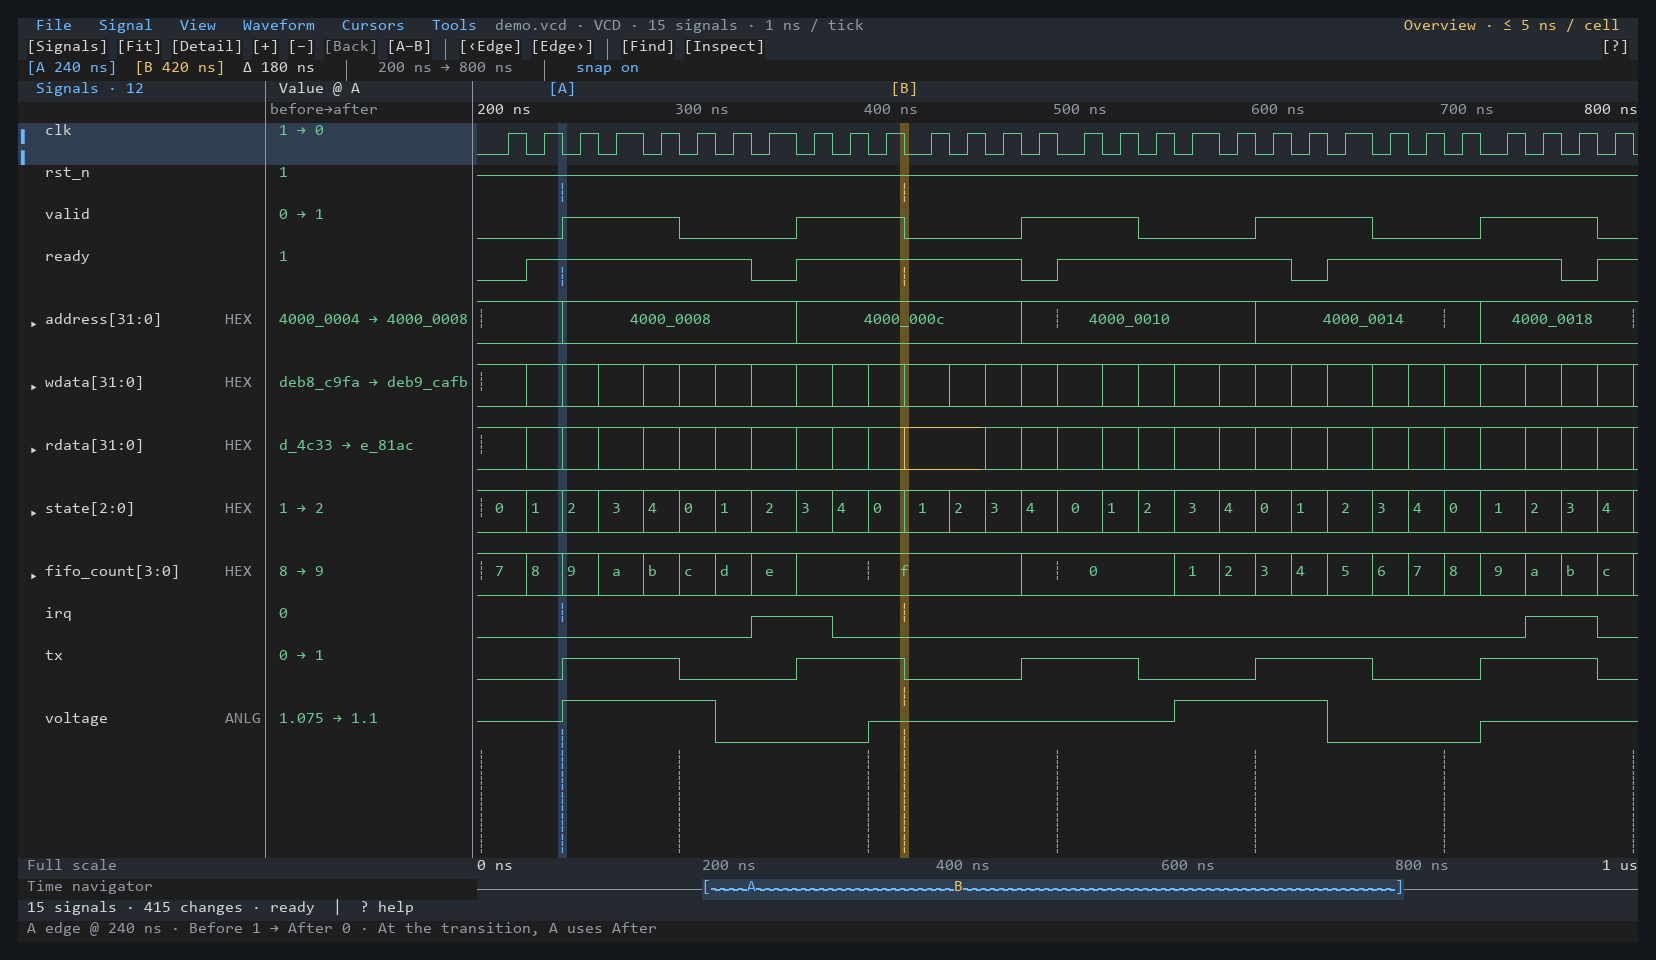 File Signal View Waveform Cursors Tools demo.vcd · VCD · 15 signals · 1 ns / tick Overview · ≤ 5 ns / cell
[Signals] [Fit] [Detail] [+] [−] [Back] [A–B] │ [‹Edge] [Edge›] │ [Find] [Inspect] [?]
[A 240 ns] [B 420 ns] Δ 180 ns │ 200 ns → 800 ns │ snap on
Signals · 12 Value @ A [A] [B]
before→after 200 ns 300 ns 400 ns 500 ns 600 ns 700 ns 800 ns
clk 1 → 0
rst_n 1
valid 0 → 1
ready 1
▸ address[31:0] HEX 4000_0004 → 4000_0008 4000_0008 4000_000c 4000_0010 4000_0014 4000_0018
▸ wdata[31:0] HEX deb8_c9fa → deb9_cafb
▸ rdata[31:0] HEX d_4c33 → e_81ac
▸ state[2:0] HEX 1 → 2 0 1 2 3 4 0 1 2 3 4 0 1 2 3 4 0 1 2 3 4 0 1 2 3 4 0 1 2 3 4
▸ fifo_count[3:0] HEX 8 → 9 7 8 9 a b c d e f 0 1 2 3 4 5 6 7 8 9 a b c
irq 0
tx 0 → 1
voltage ANLG 1.075 → 1.1
Full scale 0 ns 200 ns 400 ns 600 ns 800 ns 1 us
Time navigator [ A B ]
15 signals · 415 changes · ready │ ? help
A edge @ 240 ns · Before 1 → After 0 · At the transition, A uses After